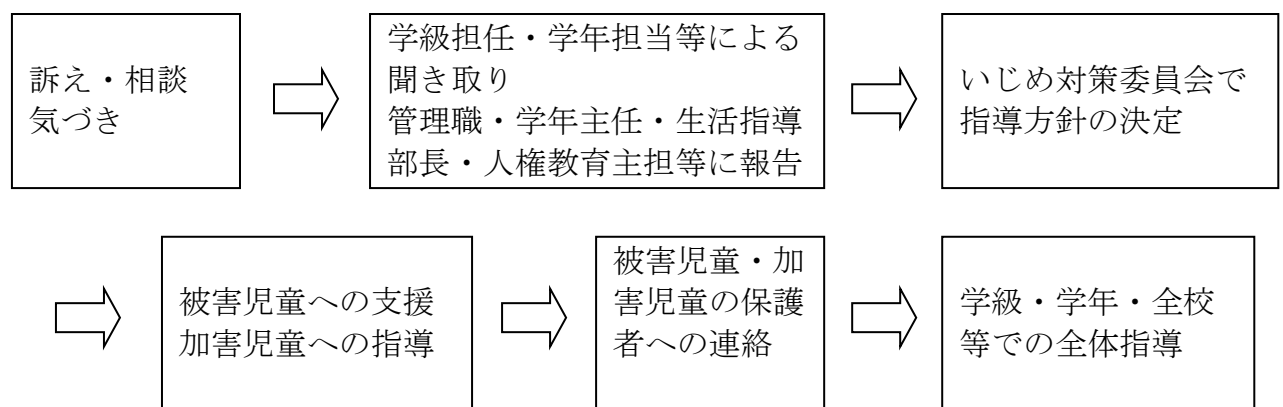 訴え・相談
気づき
学級担任・学年担当等による
聞き取り
管理職・学年主任・生活指導
部長・人権教育主担等に報告
いじめ対策委員会で
指導方針の決定
被害児童への支援
加害児童への指導
被害児童・加
害児童の保護
者への連絡
学級・学年・全校
等での全体指導